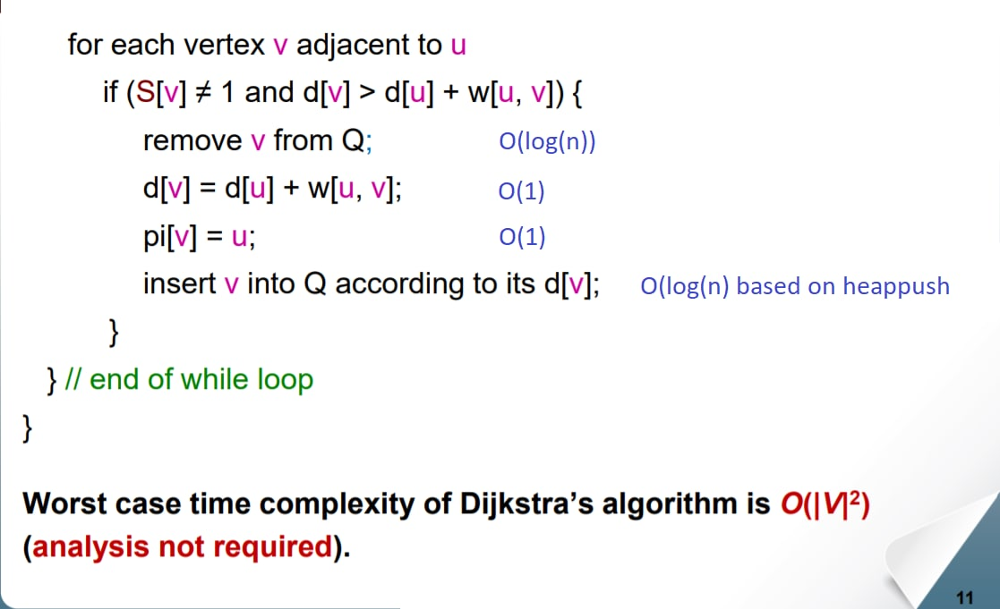 for each vertex v adjacent to u
if (S[v] ≠ 1 and d[v] > d[u] + w[u, v]) {
remove v from Q; O(log(n))
d[v] = d[u] + w[u, v]; O(1)
pi[v] = u; O(1)
insert v into Q according to its d[v]; O(log(n) based on heappush
}
} // end of while loop
}
Worst case time complexity of Dijkstra’s algorithm is O(|V|²)
(analysis not required).
11